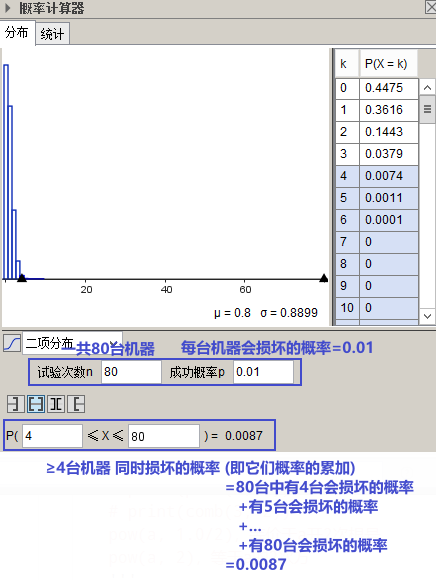 概率计算器
分布 统计
k P(X = k)
0 0.4475
1 0.3616
2 0.1443
3 0.0379
4 0.0074
5 0.0011
6 0.0001
7 0
8 0
9 0
10 0
0 20 40 60
μ = 0.8 σ = 0.8899
二项分布
一共80台机器 每台机器会损坏的概率=0.01
试验次数n 80 成功概率p 0.01
P( 4 ≤ X ≤ 80 ) = 0.0087
≥4台机器 同时损坏的概率 (即它们概率的累加)
=80台中有4台会损坏的概率
+有5台会损坏的概率
+...
+有80台会损坏的概率
=0.0087